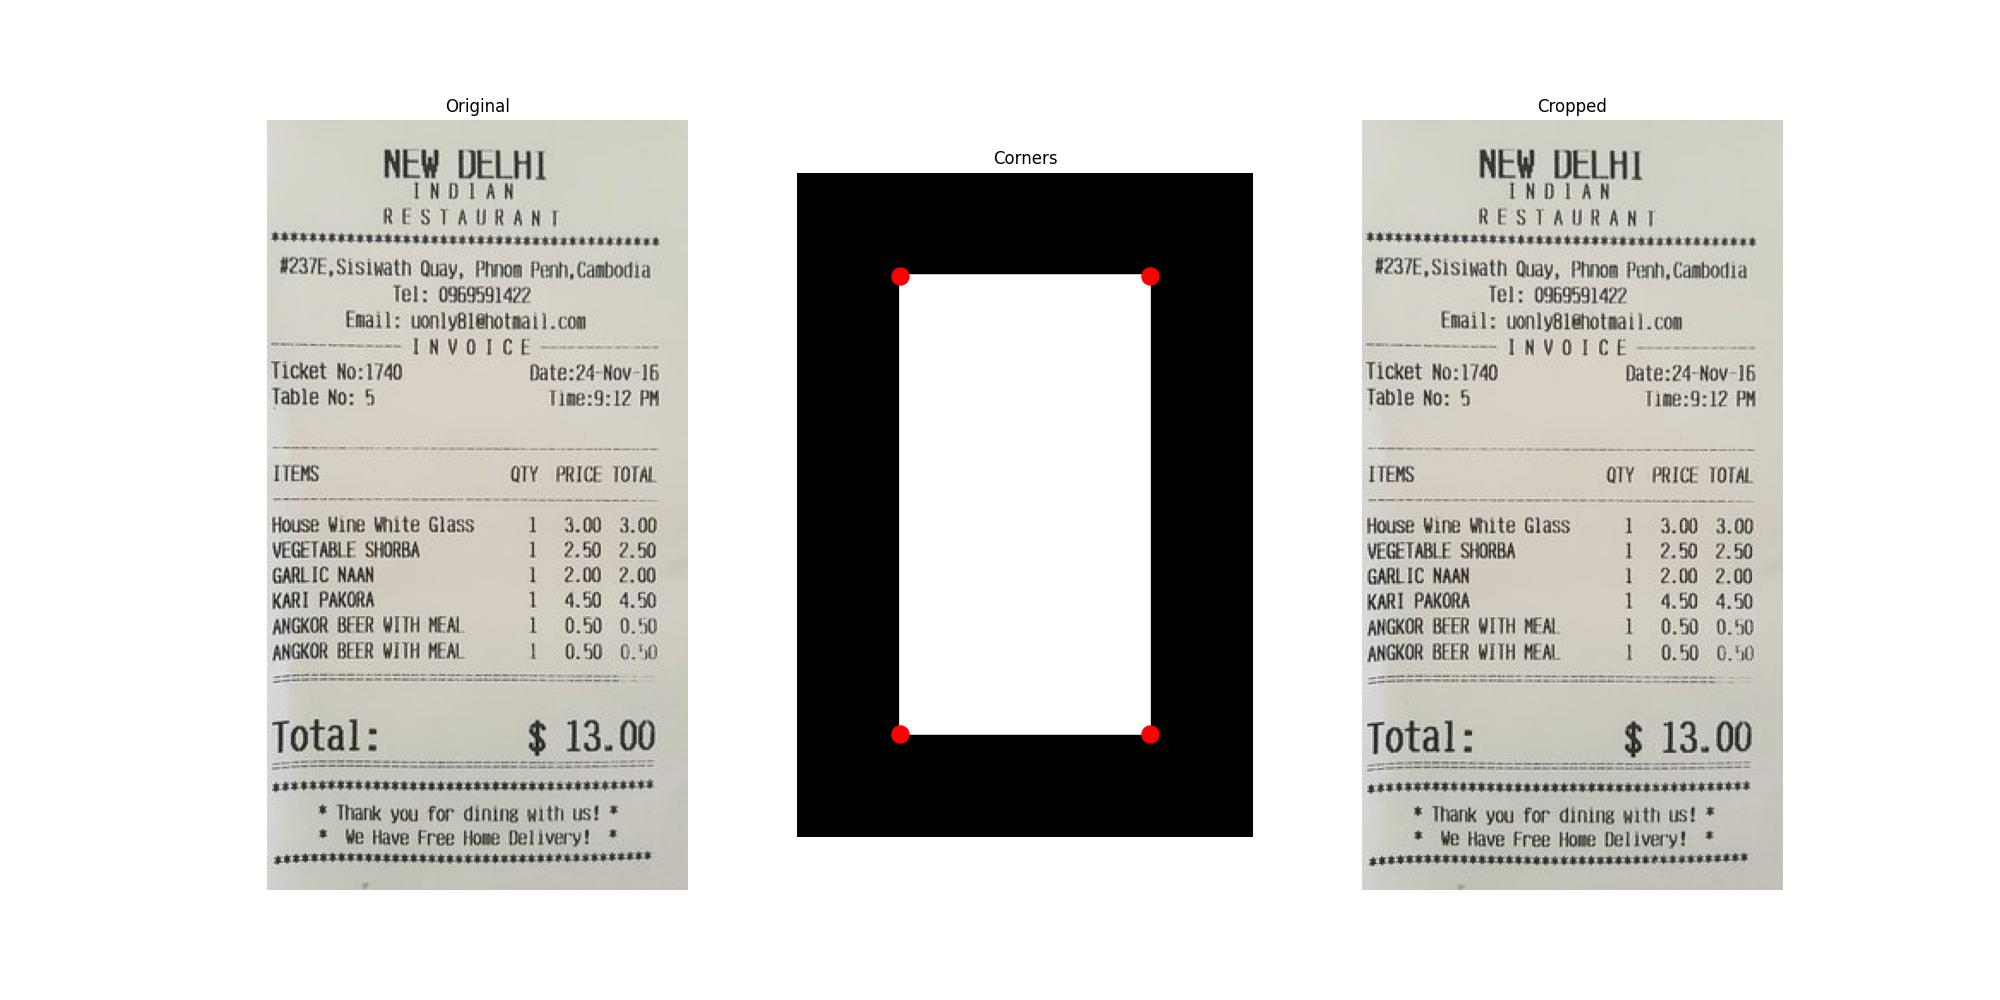 Original
NEW DELHI
INDIAN
RESTAURANT
******************************************
#237E,Sisiwath Quay, Phnom Penh,Cambodia
Tel: 0969591422
Email: uonly81@hotmail.com
INVOICE
Ticket No:1740 Date:24-Nov-16
Table No: 5 Time:9:12 PM
ITEMS QTY PRICE TOTAL
House Wine White Glass 1 3.00 3.00
VEGETABLE SHORBA 1 2.50 2.50
GARLIC NAAN 1 2.00 2.00
KARI PAKORA 1 4.50 4.50
ANGKOR BEER WITH MEAL 1 0.50 0.50
ANGKOR BEER WITH MEAL 1 0.50 0.50
Total: $ 13.00
******************************************
* Thank you for dining with us! *
* We Have Free Home Delivery! *
******************************************
Corners
Cropped
NEW DELHI
INDIAN
RESTAURANT
******************************************
#237E,Sisiwath Quay, Phnom Penh,Cambodia
Tel: 0969591422
Email: uonly81@hotmail.com
INVOICE
Ticket No:1740 Date:24-Nov-16
Table No: 5 Time:9:12 PM
ITEMS QTY PRICE TOTAL
House Wine White Glass 1 3.00 3.00
VEGETABLE SHORBA 1 2.50 2.50
GARLIC NAAN 1 2.00 2.00
KARI PAKORA 1 4.50 4.50
ANGKOR BEER WITH MEAL 1 0.50 0.50
ANGKOR BEER WITH MEAL 1 0.50 0.50
Total: $ 13.00
******************************************
* Thank you for dining with us! *
* We Have Free Home Delivery! *
******************************************